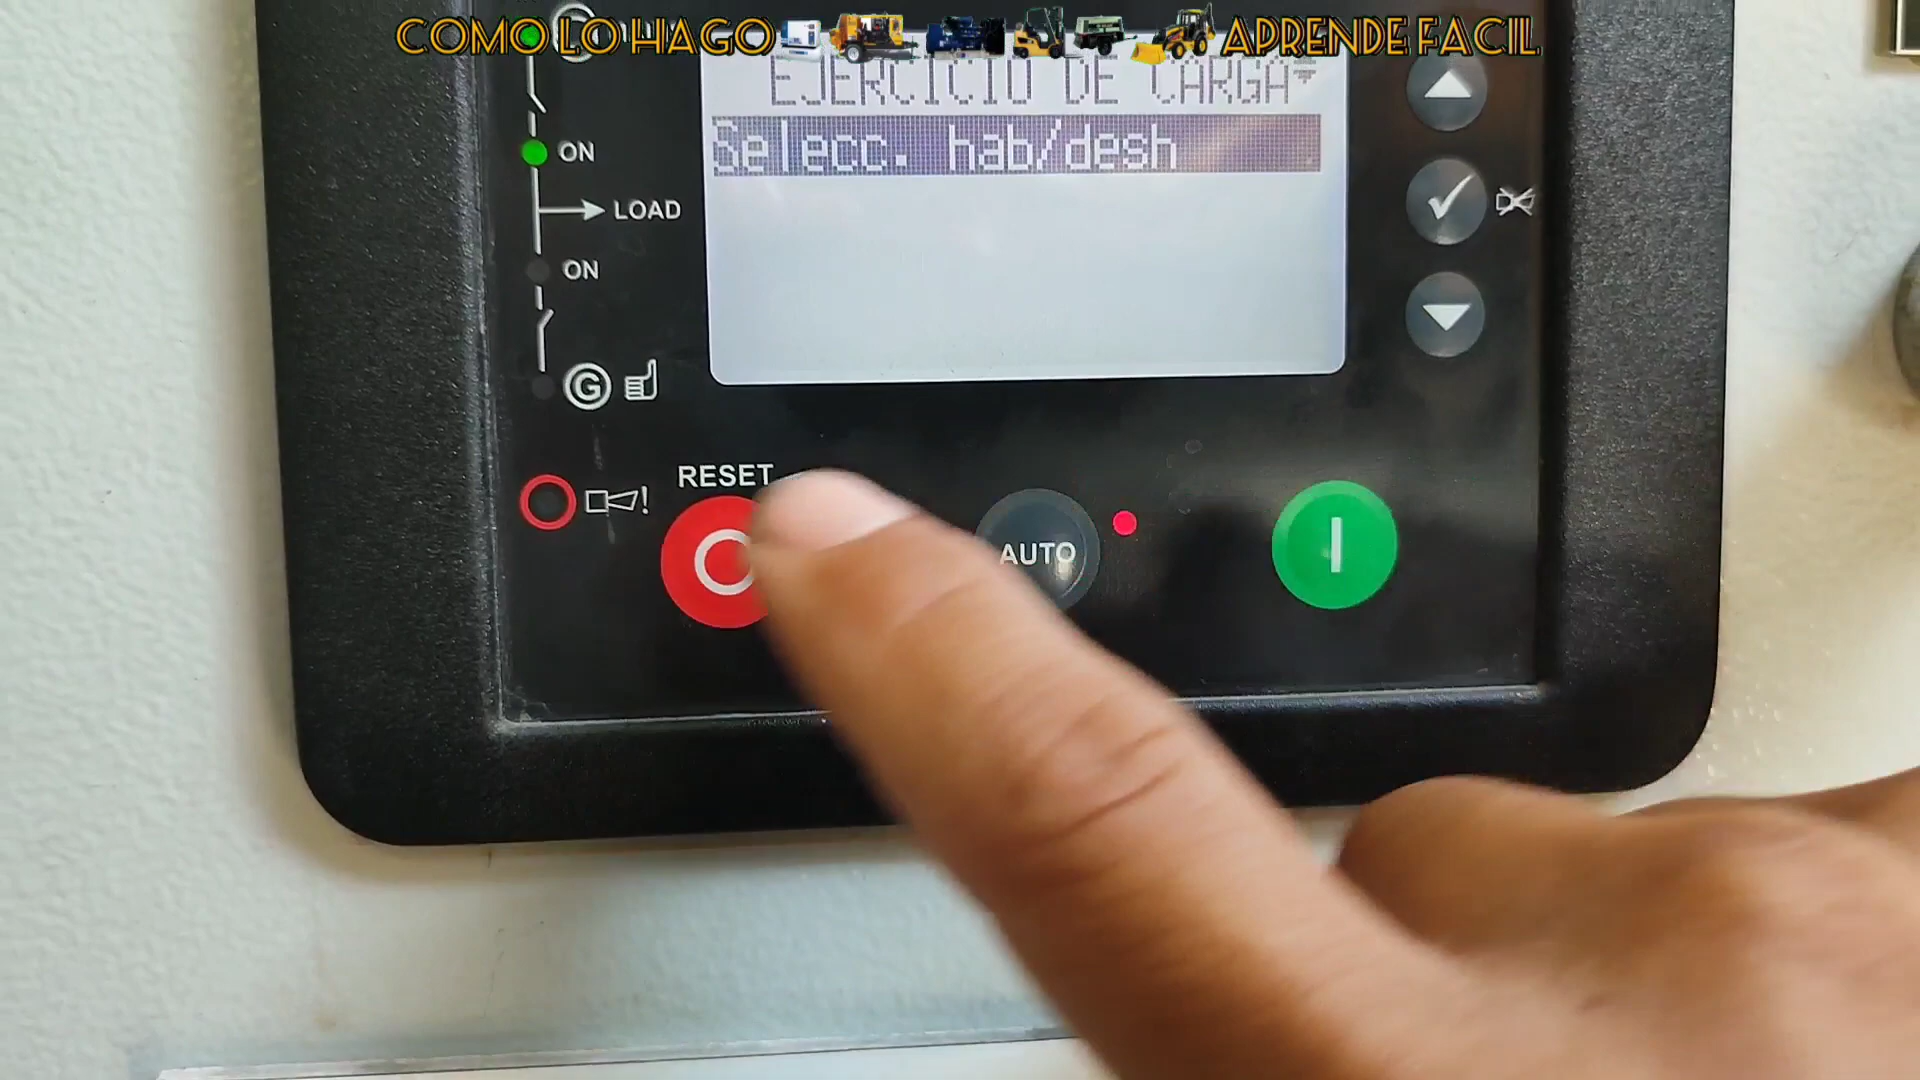 COMO LO HAGO APRENDE FACIL
EJERCICIO DE CARGA
Selecc. hab/desh
ON
LOAD
ON
G
!
RESET
AUTO